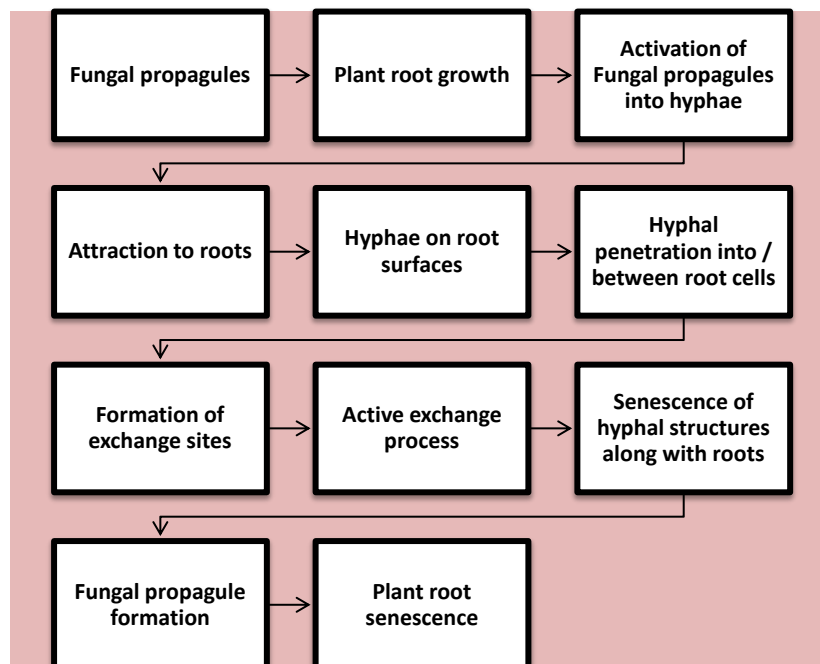 Fungal propagules
Plant root growth
Activation of
Fungal propagules
into hyphae
Attraction to roots
Hyphae on root
surfaces
Hyphal
penetration into /
between root cells
Formation of
exchange sites
Active exchange
process
Senescence of
hyphal structures
along with roots
Fungal propagule
formation
Plant root
senescence